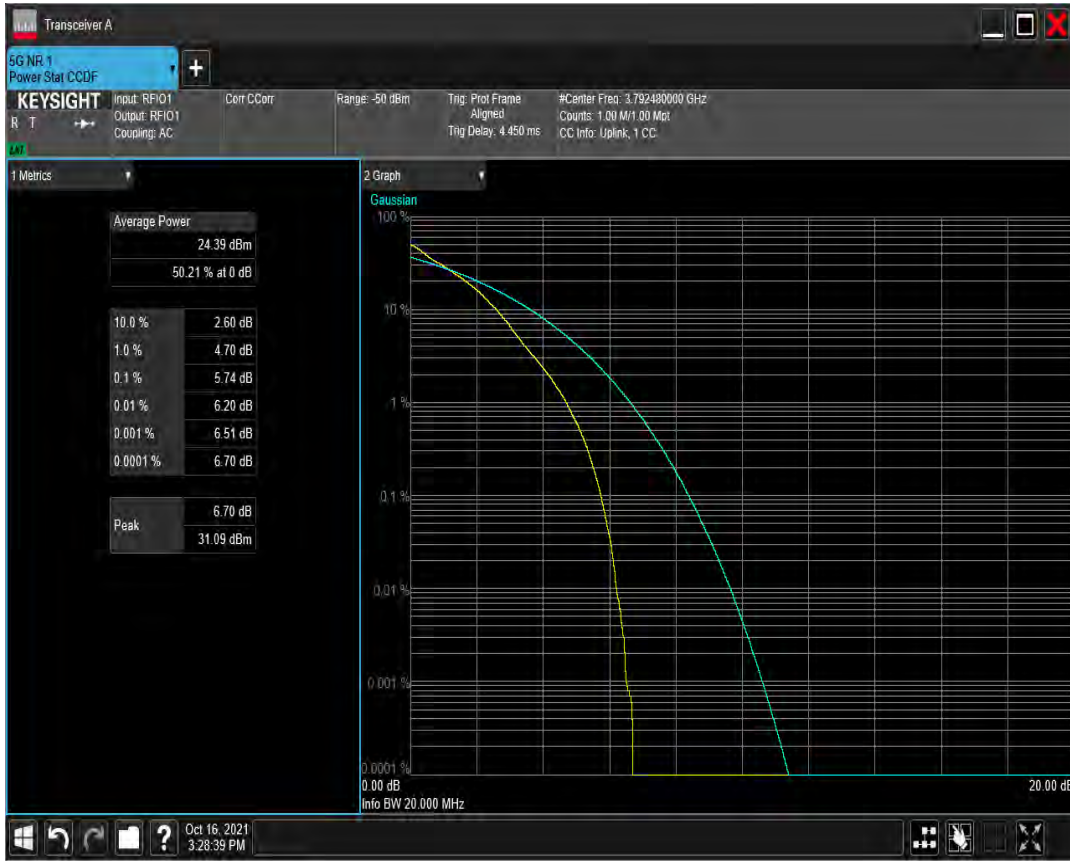 Transceiver A
5G NR 1
Power Stat CCDF
+
KEYSIGHT
R T
LXI
Input: RFIO1
Output: RFIO1
Coupling: AC
Corr CCorr
Range: -50 dBm
Trig: Prot Frame
Aligned
Trig Delay: 4.450 ms
#Center Freq: 3.792480000 GHz
Counts: 1.00 M/1.00 Mpt
CC Info: Uplink, 1 CC
1 Metrics
Average Power
24.39 dBm
50.21 % at 0 dB
10.0 % 2.60 dB
1.0 % 4.70 dB
0.1 % 5.74 dB
0.01 % 6.20 dB
0.001 % 6.51 dB
0.0001 % 6.70 dB
Peak 6.70 dB
31.09 dBm
2 Graph
Gaussian
100 %
10 %
1 %
0.1 %
0.01 %
0.001 %
0.0001 %
0.00 dB 20.00 dB
Info BW 20.000 MHz
?
Oct 16, 2021
3:28:39 PM